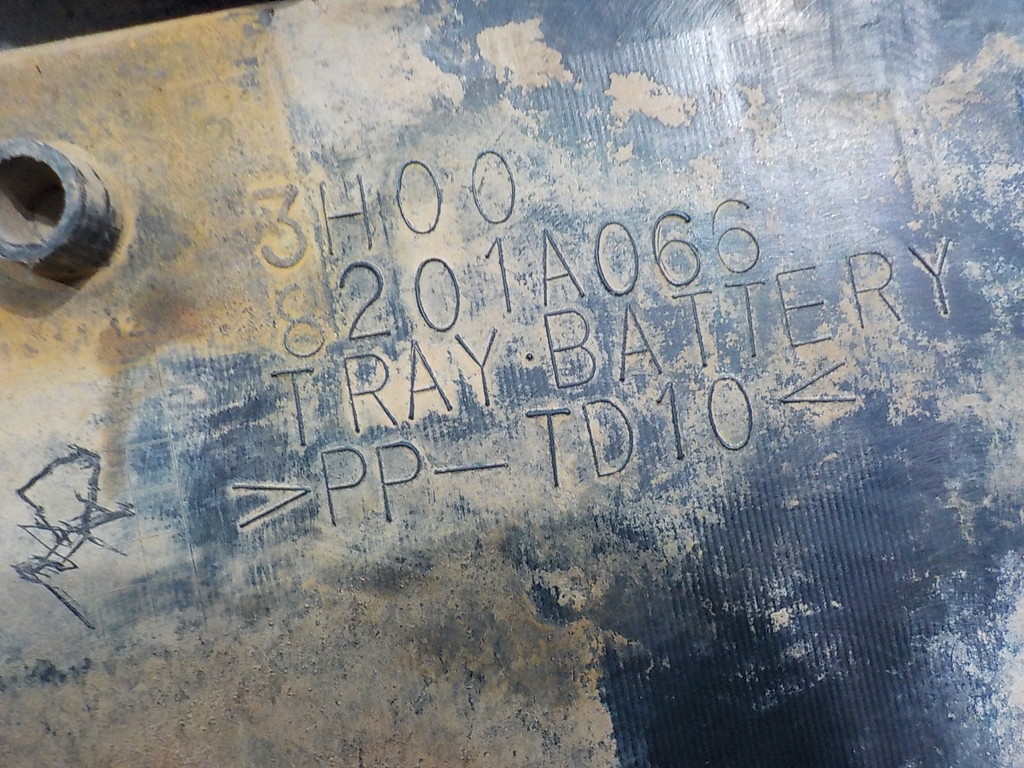 3H00
8201A066
TRAY·BATTERY
>PP-TD10<